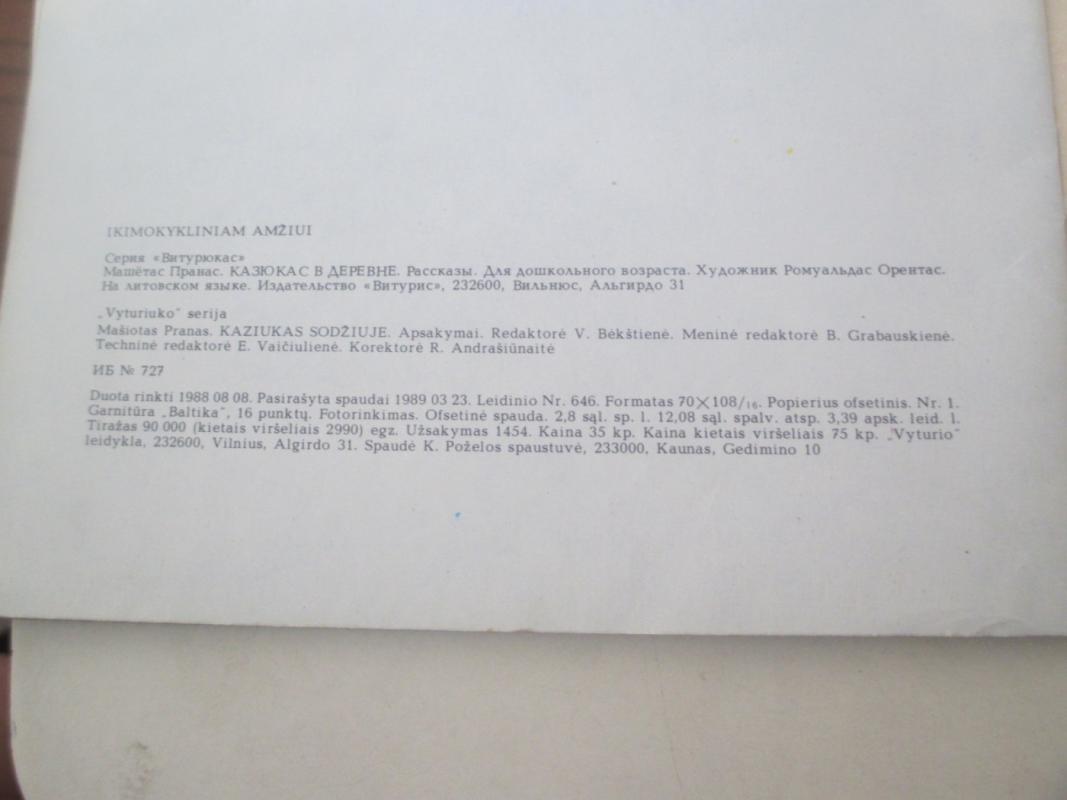 IKIMOKYKLINIAM AMŽIUI
Серия «Витурюкас»
Машётас Пранас. КАЗЮКАС В ДЕРЕВНЕ. Рассказы. Для дошкольного возраста. Художник Ромуальдас Орентас.
На литовском языке. Издательство «Витурис», 232600, Вильнюс, Альгирдо 31
„Vyturiuko“ serija
Mašiotas Pranas. KAZIUKAS SODŽIUJE. Apsakymai. Redaktorė V. Bėkštienė. Meninė redaktorė B. Grabauskienė.
Techninė redaktorė E. Vaičiulienė. Korektorė R. Andrašiūnaitė
ИБ № 727
Duota rinkti 1988 08 08. Pasirašyta spaudai 1989 03 23. Leidinio Nr. 646. Formatas 70×108/16. Popierius ofsetinis. Nr. 1.
Garnitūra „Baltika“, 16 punktų. Fotorinkimas. Ofsetinė spauda. 2,8 sąl. sp. l. 12,08 sąl. spalv. atsp. 3,39 apsk. leid. l.
Tiražas 90 000 (kietais viršeliais 2990) egz. Užsakymas 1454. Kaina 35 kp. Kaina kietais viršeliais 75 kp. „Vyturio“
leidykla, 232600, Vilnius, Algirdo 31. Spaudė K. Poželos spaustuvė, 233000, Kaunas, Gedimino 10